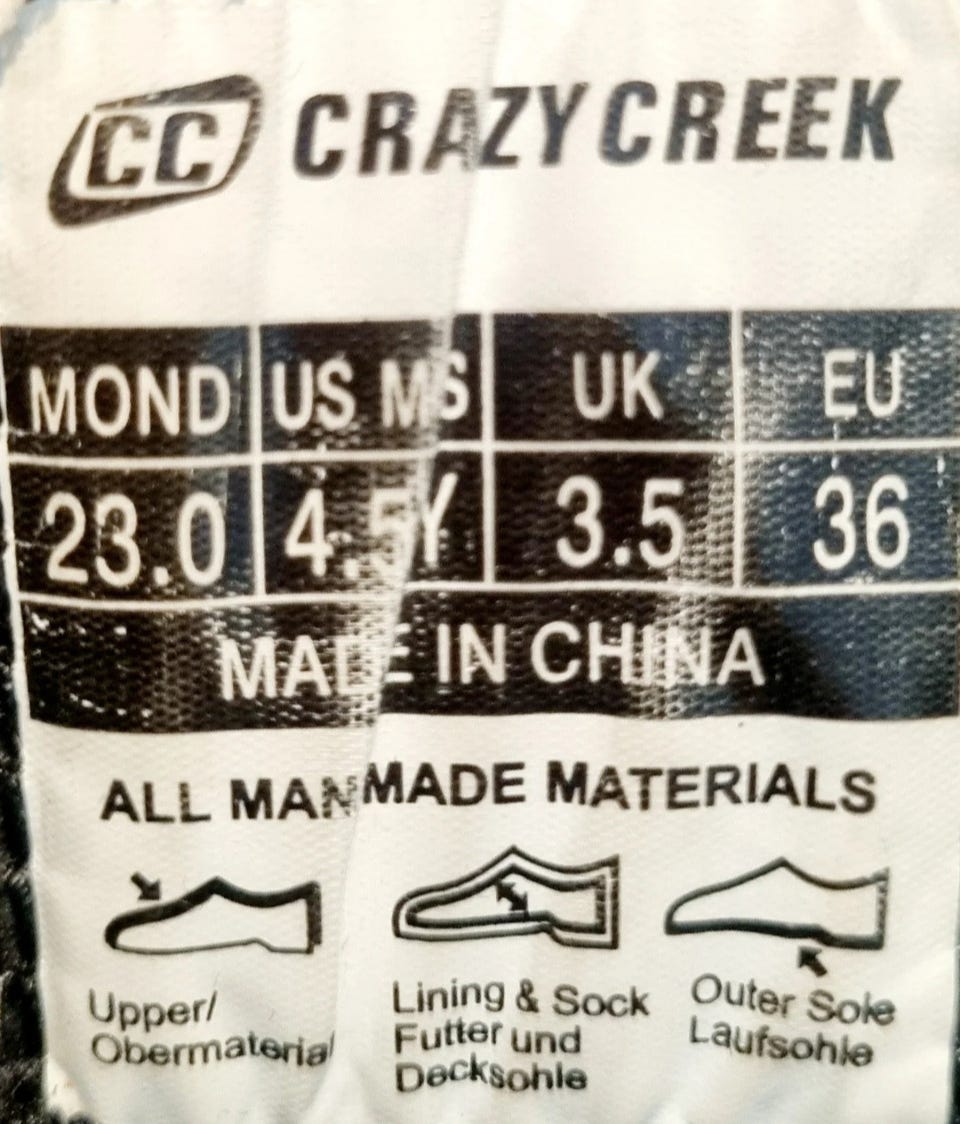 CC CRAZY CREEK
MOND US MS UK EU
23.0 4.5Y 3.5 36
MADE IN CHINA
ALL MANMADE MATERIALS
Upper/
Obermaterial
Lining & Sock
Futter und
Decksohle
Outer Sole
Laufsohle